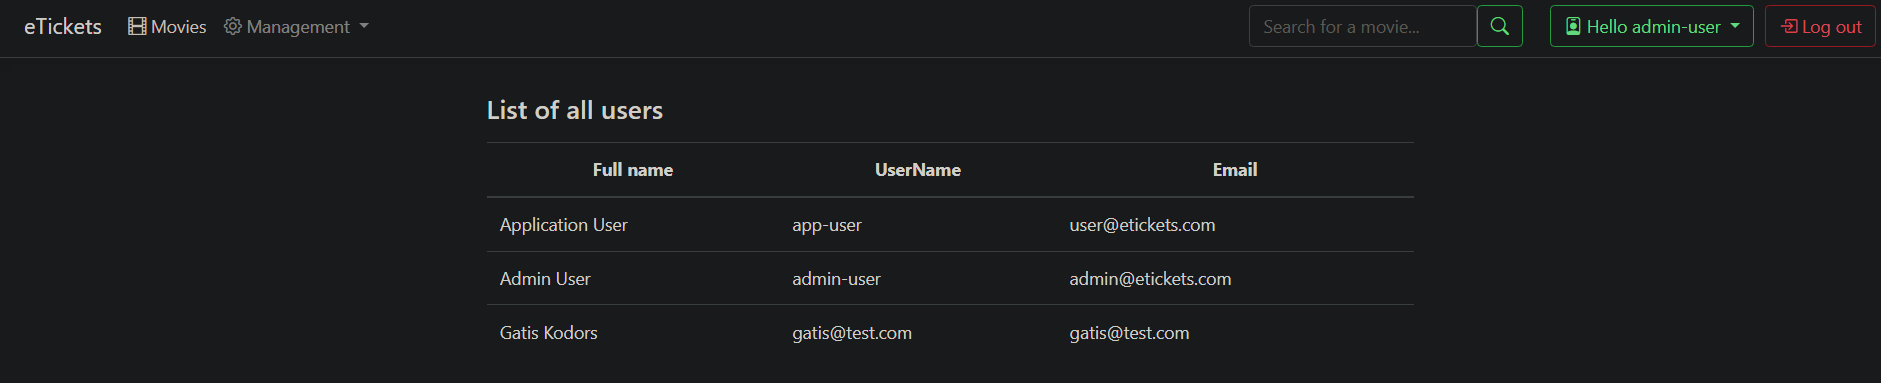 eTickets Movies Management Search for a movie... Hello admin-user Log out
List of all users
Full name UserName Email
Application User app-user user@etickets.com
Admin User admin-user admin@etickets.com
Gatis Kodors gatis@test.com gatis@test.com